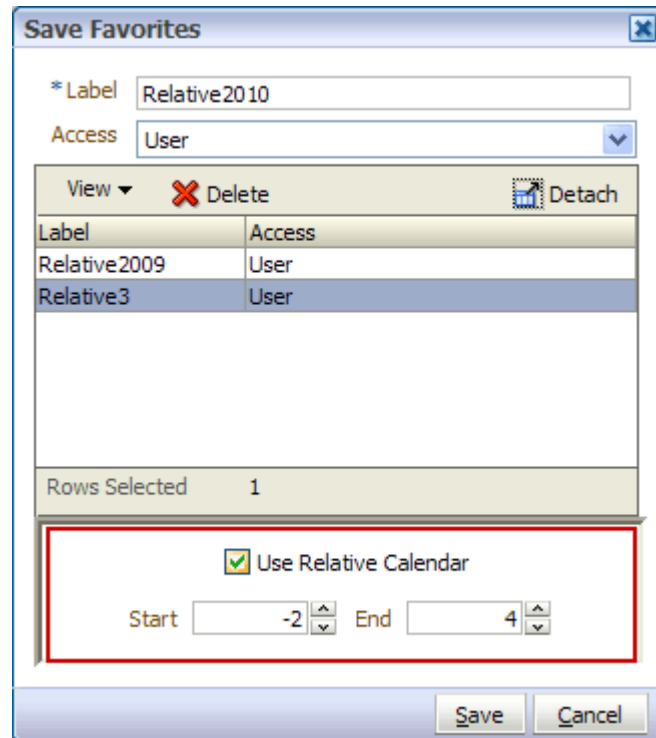 Save Favorites
* Label Relative2010
Access User
View Delete Detach
Label Access
Relative2009 User
Relative3 User
Rows Selected 1
Use Relative Calendar
Start -2 End 4
Save Cancel